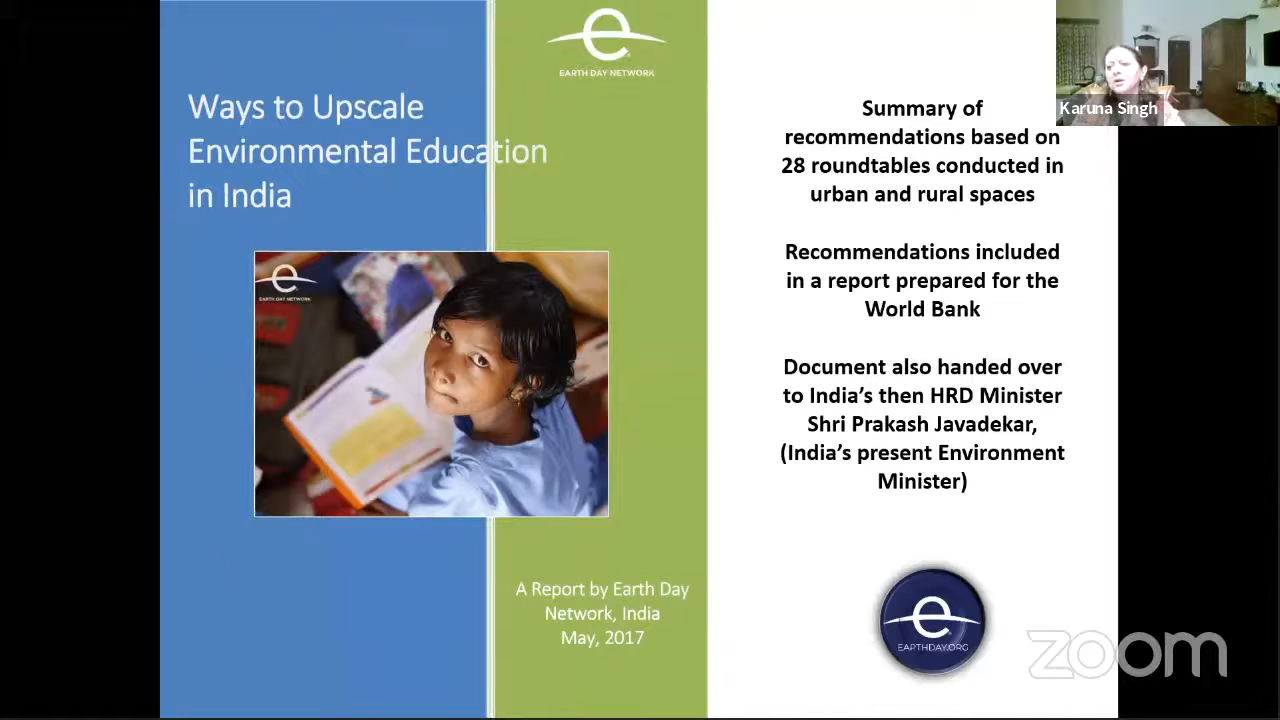 EARTH DAY NETWORK
Ways to Upscale
Environmental Education
in India
EARTH DAY NETWORK
A Report by Earth Day
Network, India
May, 2017
Summary of
recommendations based on
28 roundtables conducted in
urban and rural spaces
Recommendations included
in a report prepared for the
World Bank
Document also handed over
to India's then HRD Minister
Shri Prakash Javadekar,
(India's present Environment
Minister)
EARTHDAY.ORG
Karuna Singh
zoom